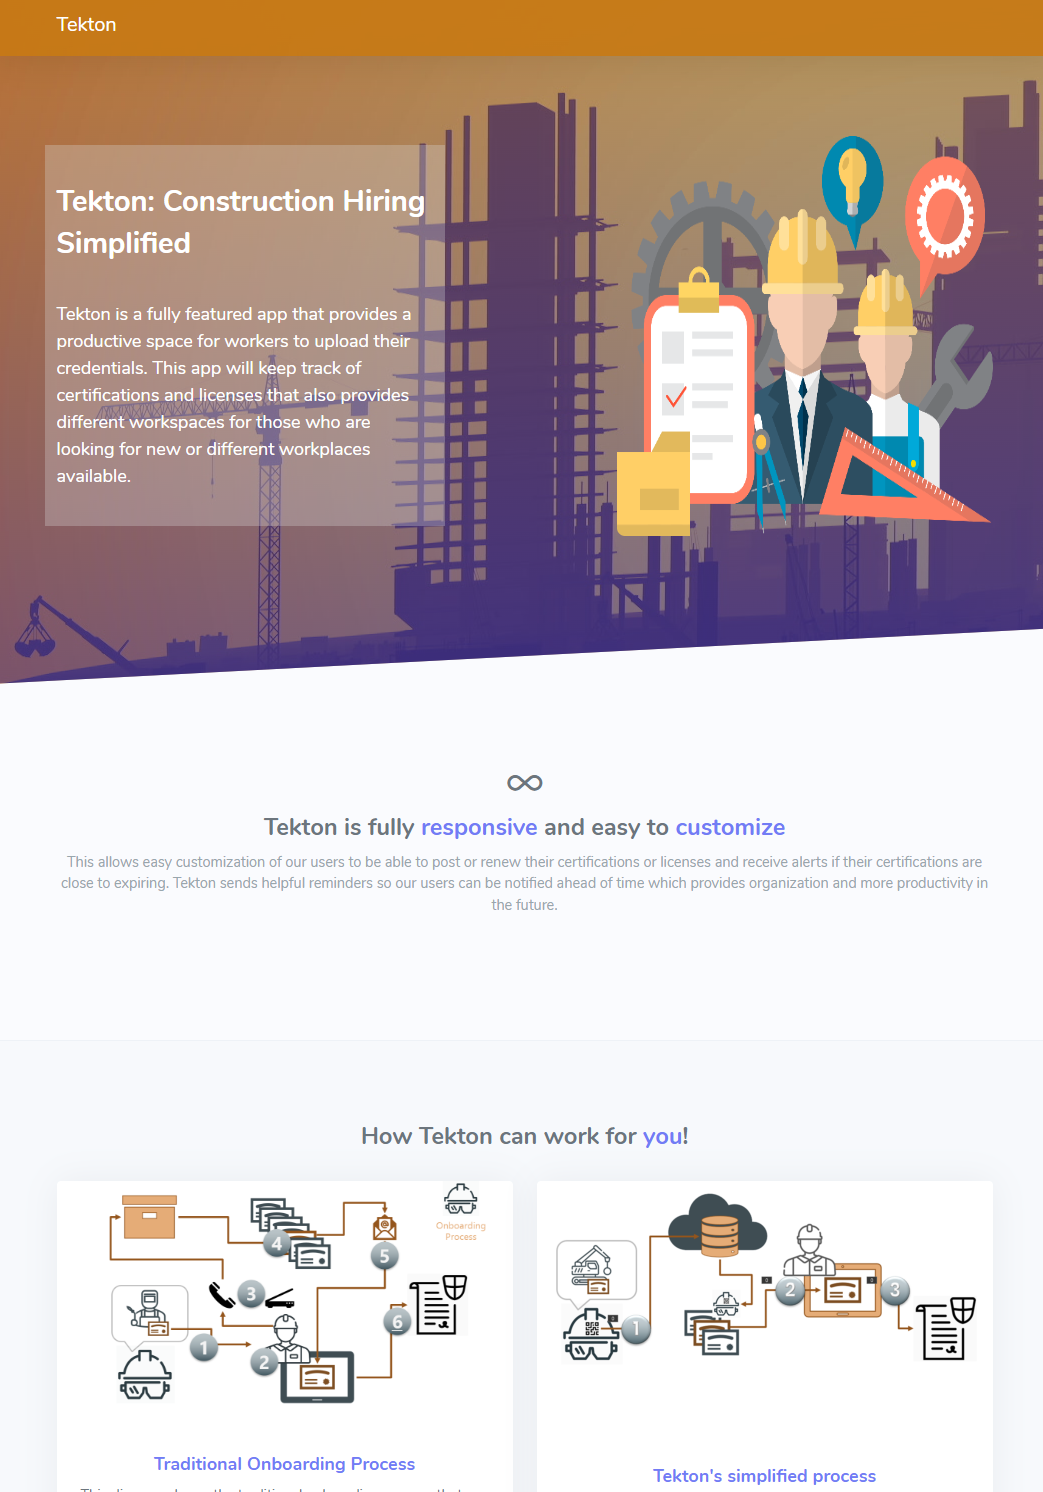 Tekton
Tekton: Construction Hiring
Simplified
Tekton is a fully featured app that provides a
productive space for workers to upload their
credentials. This app will keep track of
certifications and licenses that also provides
different workspaces for those who are
looking for new or different workplaces
available.
Tekton is fully responsive and easy to customize
This allows easy customization of our users to be able to post or renew their certifications or licenses and receive alerts if their certifications are
close to expiring. Tekton sends helpful reminders so our users can be notified ahead of time which provides organization and more productivity in
the future.
How Tekton can work for you!
Onboarding
Process
4
5
3
6
1
2
1
2
3
Traditional Onboarding Process
Tekton's simplified process